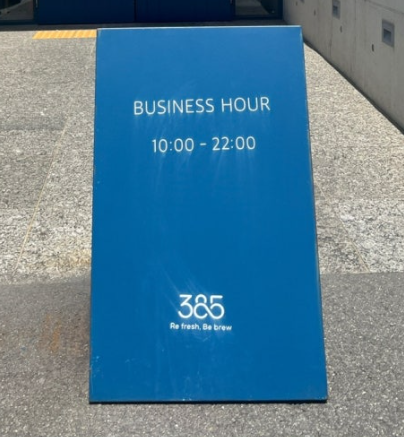 BUSINESS HOUR
10:00 - 22:00
385
Re fresh, Be brew